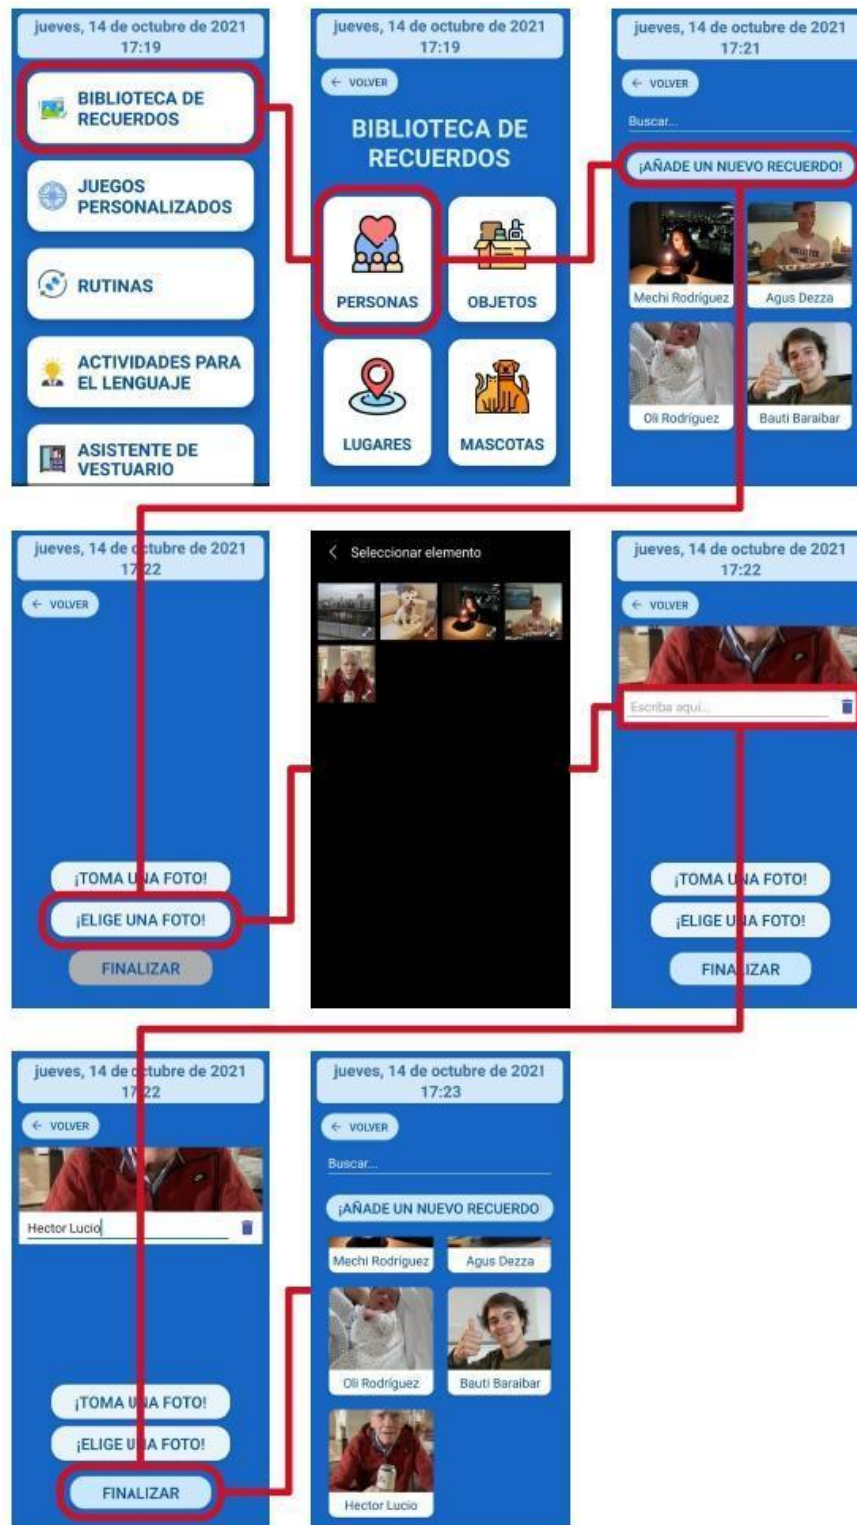 jueves, 14 de octubre de 2021
17:19
BIBLIOTECA DE
RECUERDOS
JUEGOS
PERSONALIZADOS
RUTINAS
ACTIVIDADES PARA
EL LENGUAJE
ASISTENTE DE
VESTUARIO
jueves, 14 de octubre de 2021
17:19
← VOLVER
BIBLIOTECA DE
RECUERDOS
PERSONAS
OBJETOS
LUGARES
MASCOTAS
jueves, 14 de octubre de 2021
17:21
← VOLVER
Buscar...
¡AÑADE UN NUEVO RECUERDO!
Mechi Rodríguez
Agus Dezza
Oli Rodríguez
Bauti Baraibar
jueves, 14 de octubre de 2021
17:22
← VOLVER
¡TOMA UNA FOTO!
¡ELIGE UNA FOTO!
FINALIZAR
Seleccionar elemento
jueves, 14 de octubre de 2021
17:22
← VOLVER
Escriba aquí...
¡TOMA UNA FOTO!
¡ELIGE UNA FOTO!
FINALIZAR
jueves, 14 de octubre de 2021
17:22
← VOLVER
Hector Lucio
¡TOMA UNA FOTO!
¡ELIGE UNA FOTO!
FINALIZAR
jueves, 14 de octubre de 2021
17:23
← VOLVER
Buscar...
¡AÑADE UN NUEVO RECUERDO
Mechi Rodríguez
Agus Dezza
Oli Rodríguez
Bauti Baraibar
Hector Lucio